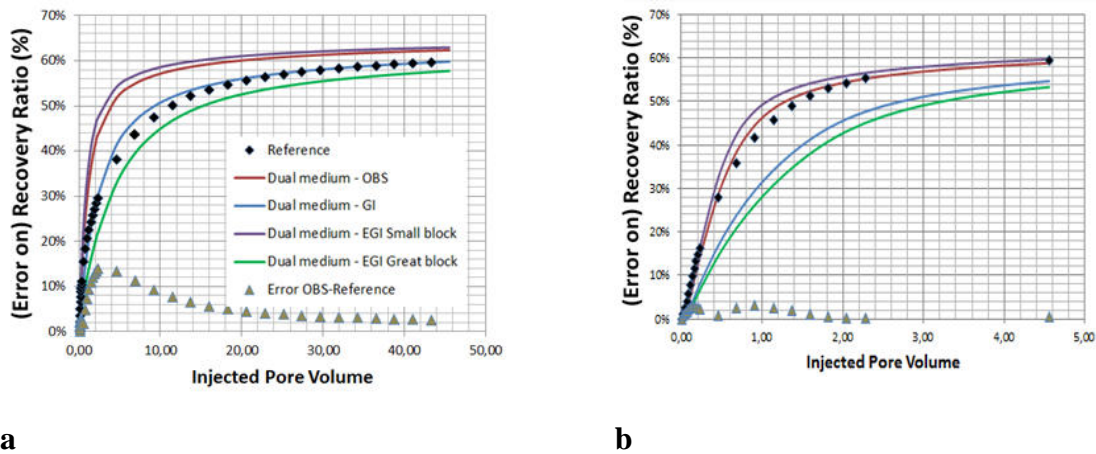 (Error on) Recovery Ratio (%)
70%
60%
50%
40%
30%
20%
10%
0%
0,00 10,00 20,00 30,00 40,00 50,00
Injected Pore Volume
Reference
Dual medium - OBS
Dual medium - GI
Dual medium - EGI Small block
Dual medium - EGI Great block
Error OBS-Reference
a
(Error on) Recovery Ratio (%)
70%
60%
50%
40%
30%
20%
10%
0%
0,00 1,00 2,00 3,00 4,00 5,00
Injected Pore Volume
b